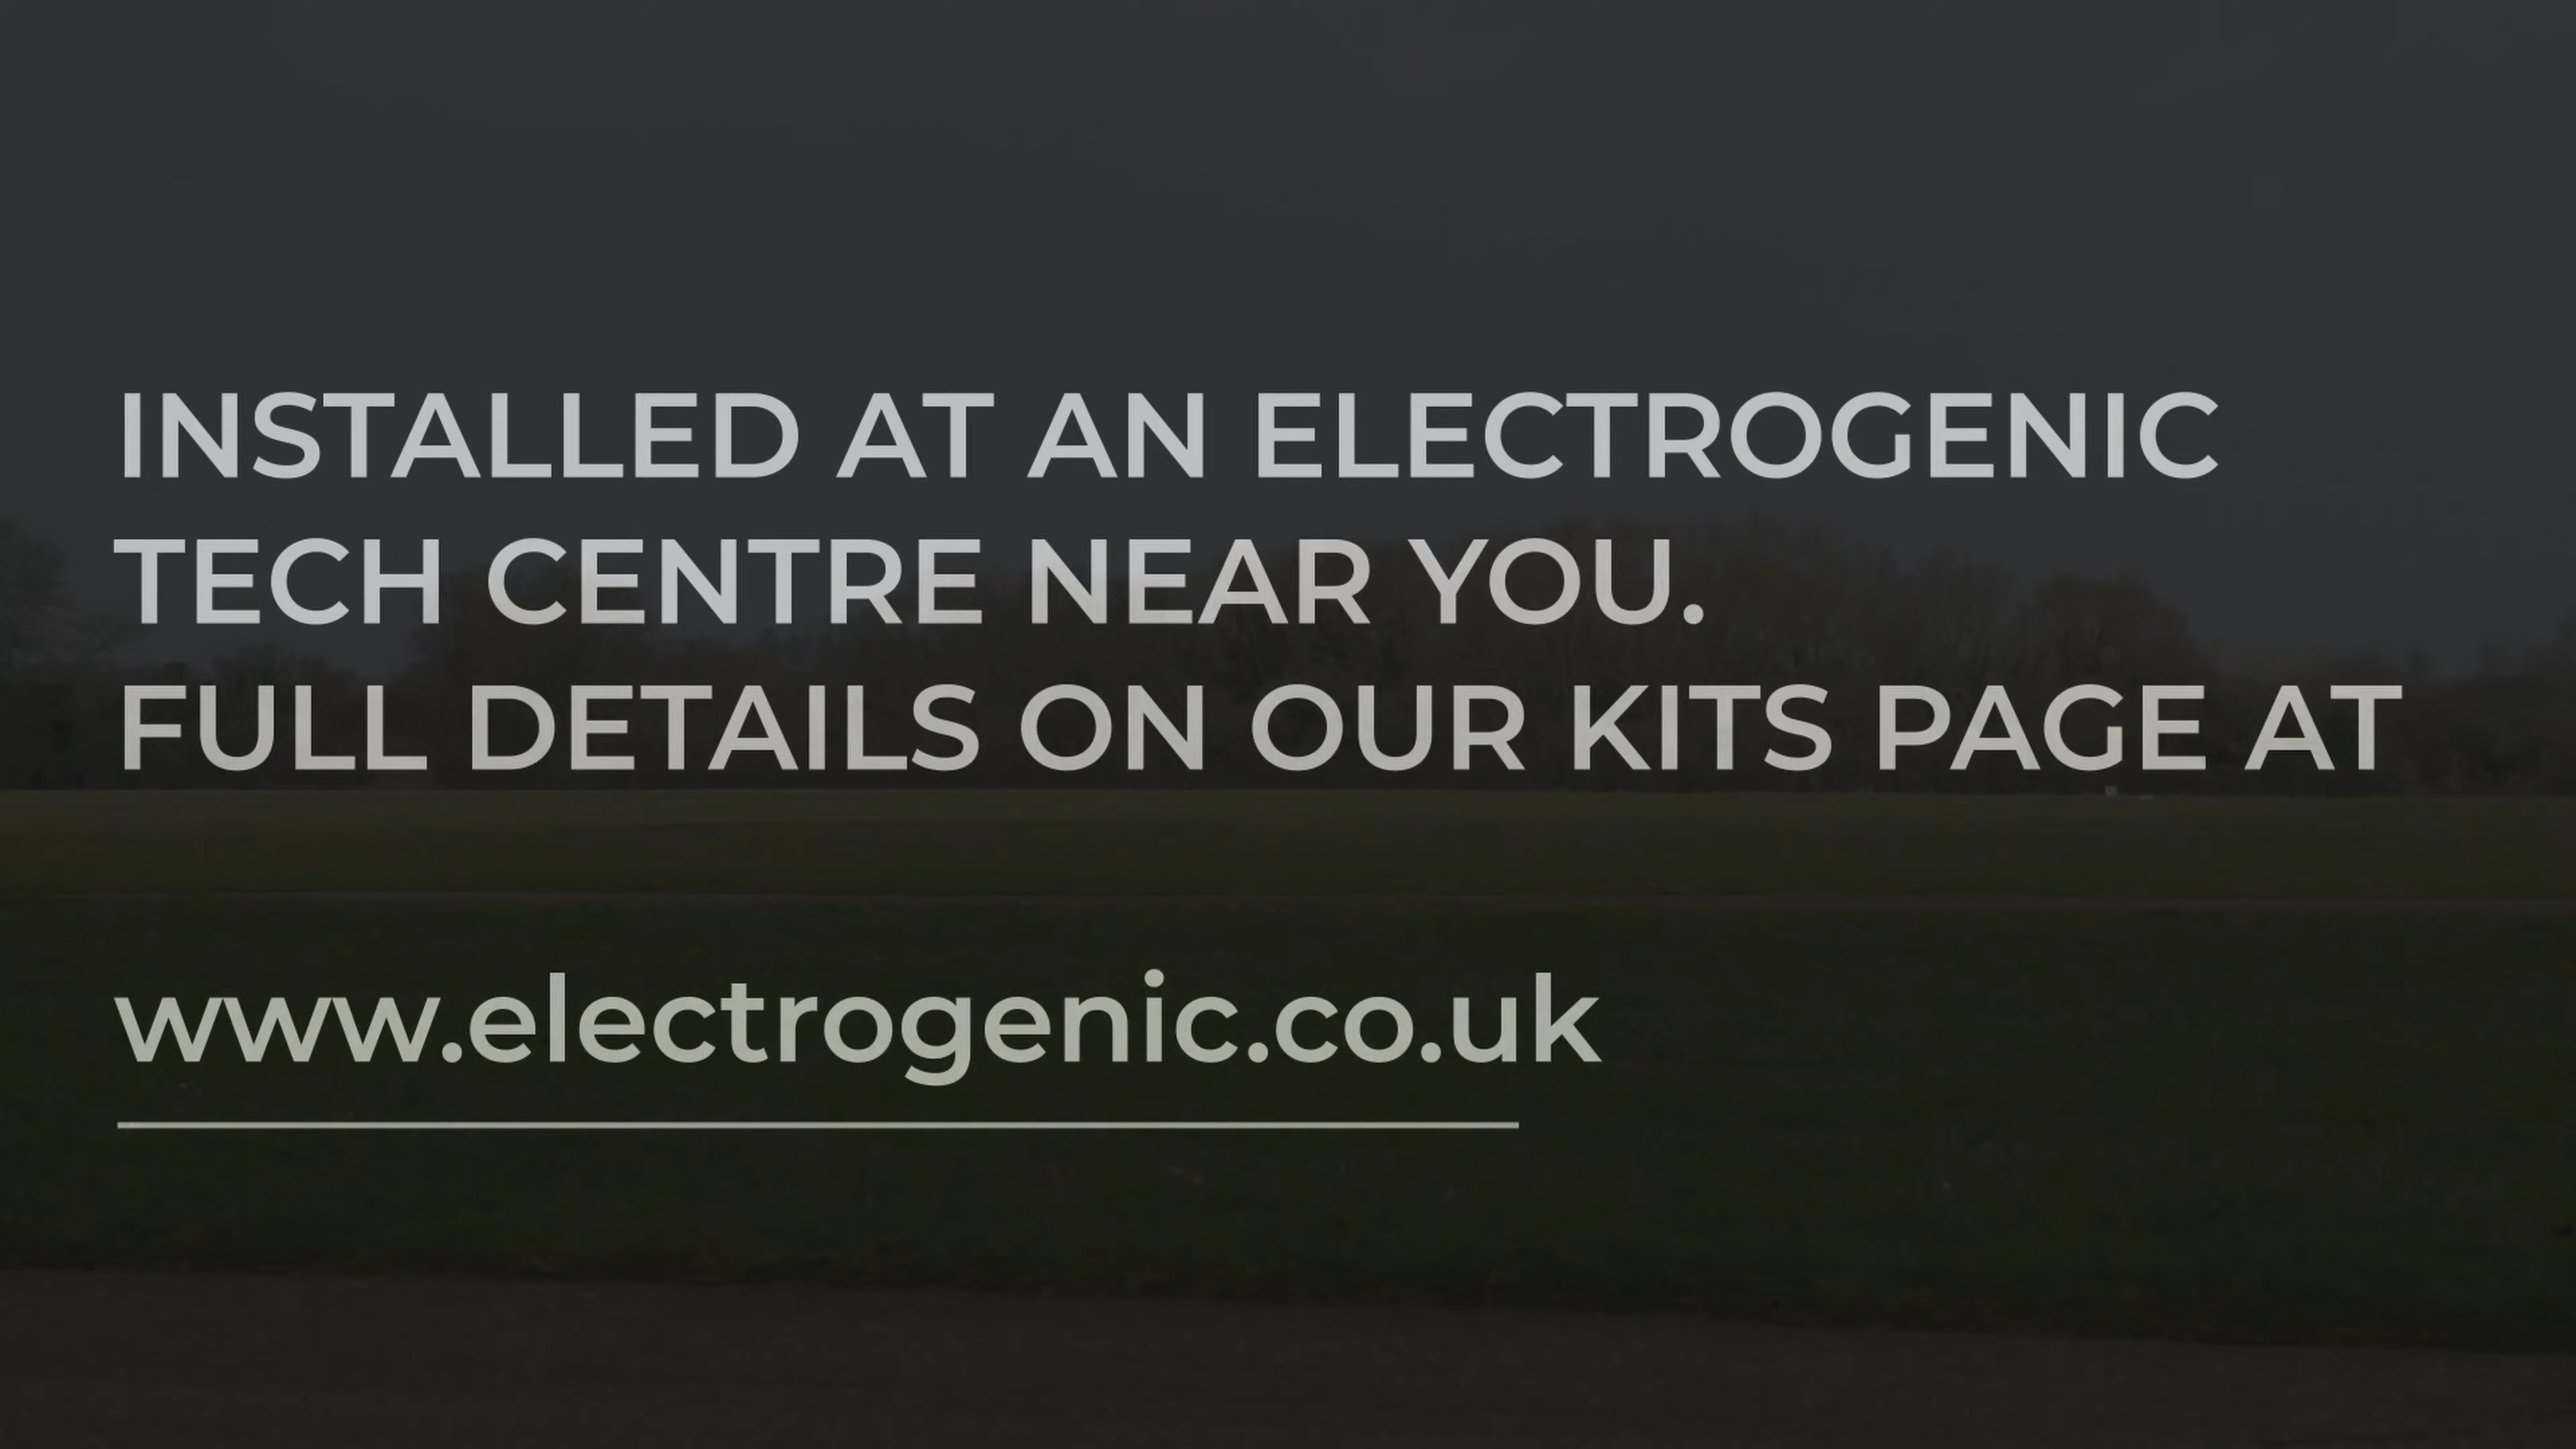 INSTALLED AT AN ELECTROGENIC
TECH CENTRE NEAR YOU.
FULL DETAILS ON OUR KITS PAGE AT
www.electrogenic.co.uk